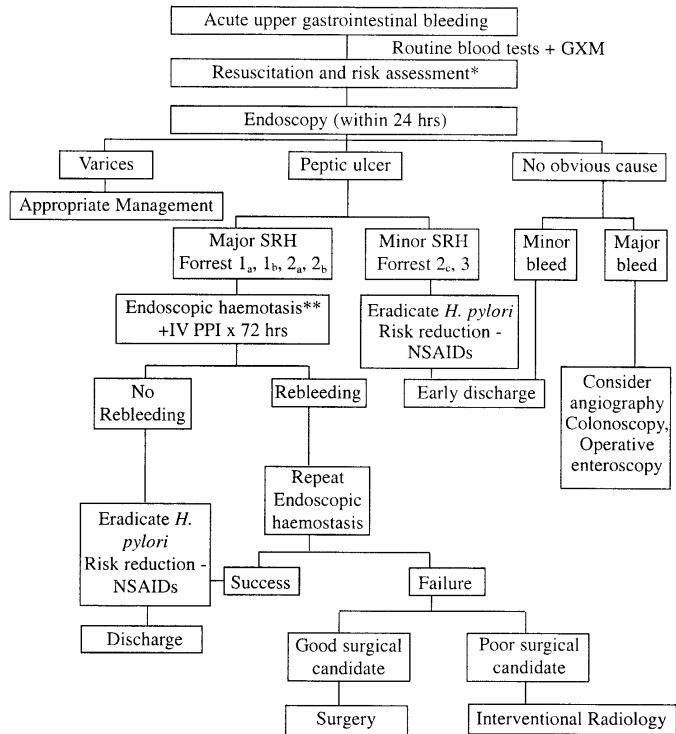 Acute upper gastrointestinal bleeding
Routine blood tests + GXM
Resuscitation and risk assessment*
Endoscopy (within 24 hrs)
Varices
Peptic ulcer
No obvious cause
Appropriate Management
Major SRH
Forrest 1a, 1b, 2a, 2b
Minor SRH
Forrest 2c, 3
Minor
bleed
Major
bleed
Endoscopic haemotasis**
+IV PPI x 72 hrs
Eradicate H. pylori
Risk reduction -
NSAIDs
Early discharge
Consider
angiography
Colonoscopy,
Operative
enteroscopy
No
Rebleeding
Rebleeding
Repeat
Endoscopic
haemostasis
Eradicate H.
pylori
Risk reduction -
NSAIDs
Success
Failure
Discharge
Good surgical
candidate
Poor surgical
candidate
Surgery
Interventional Radiology